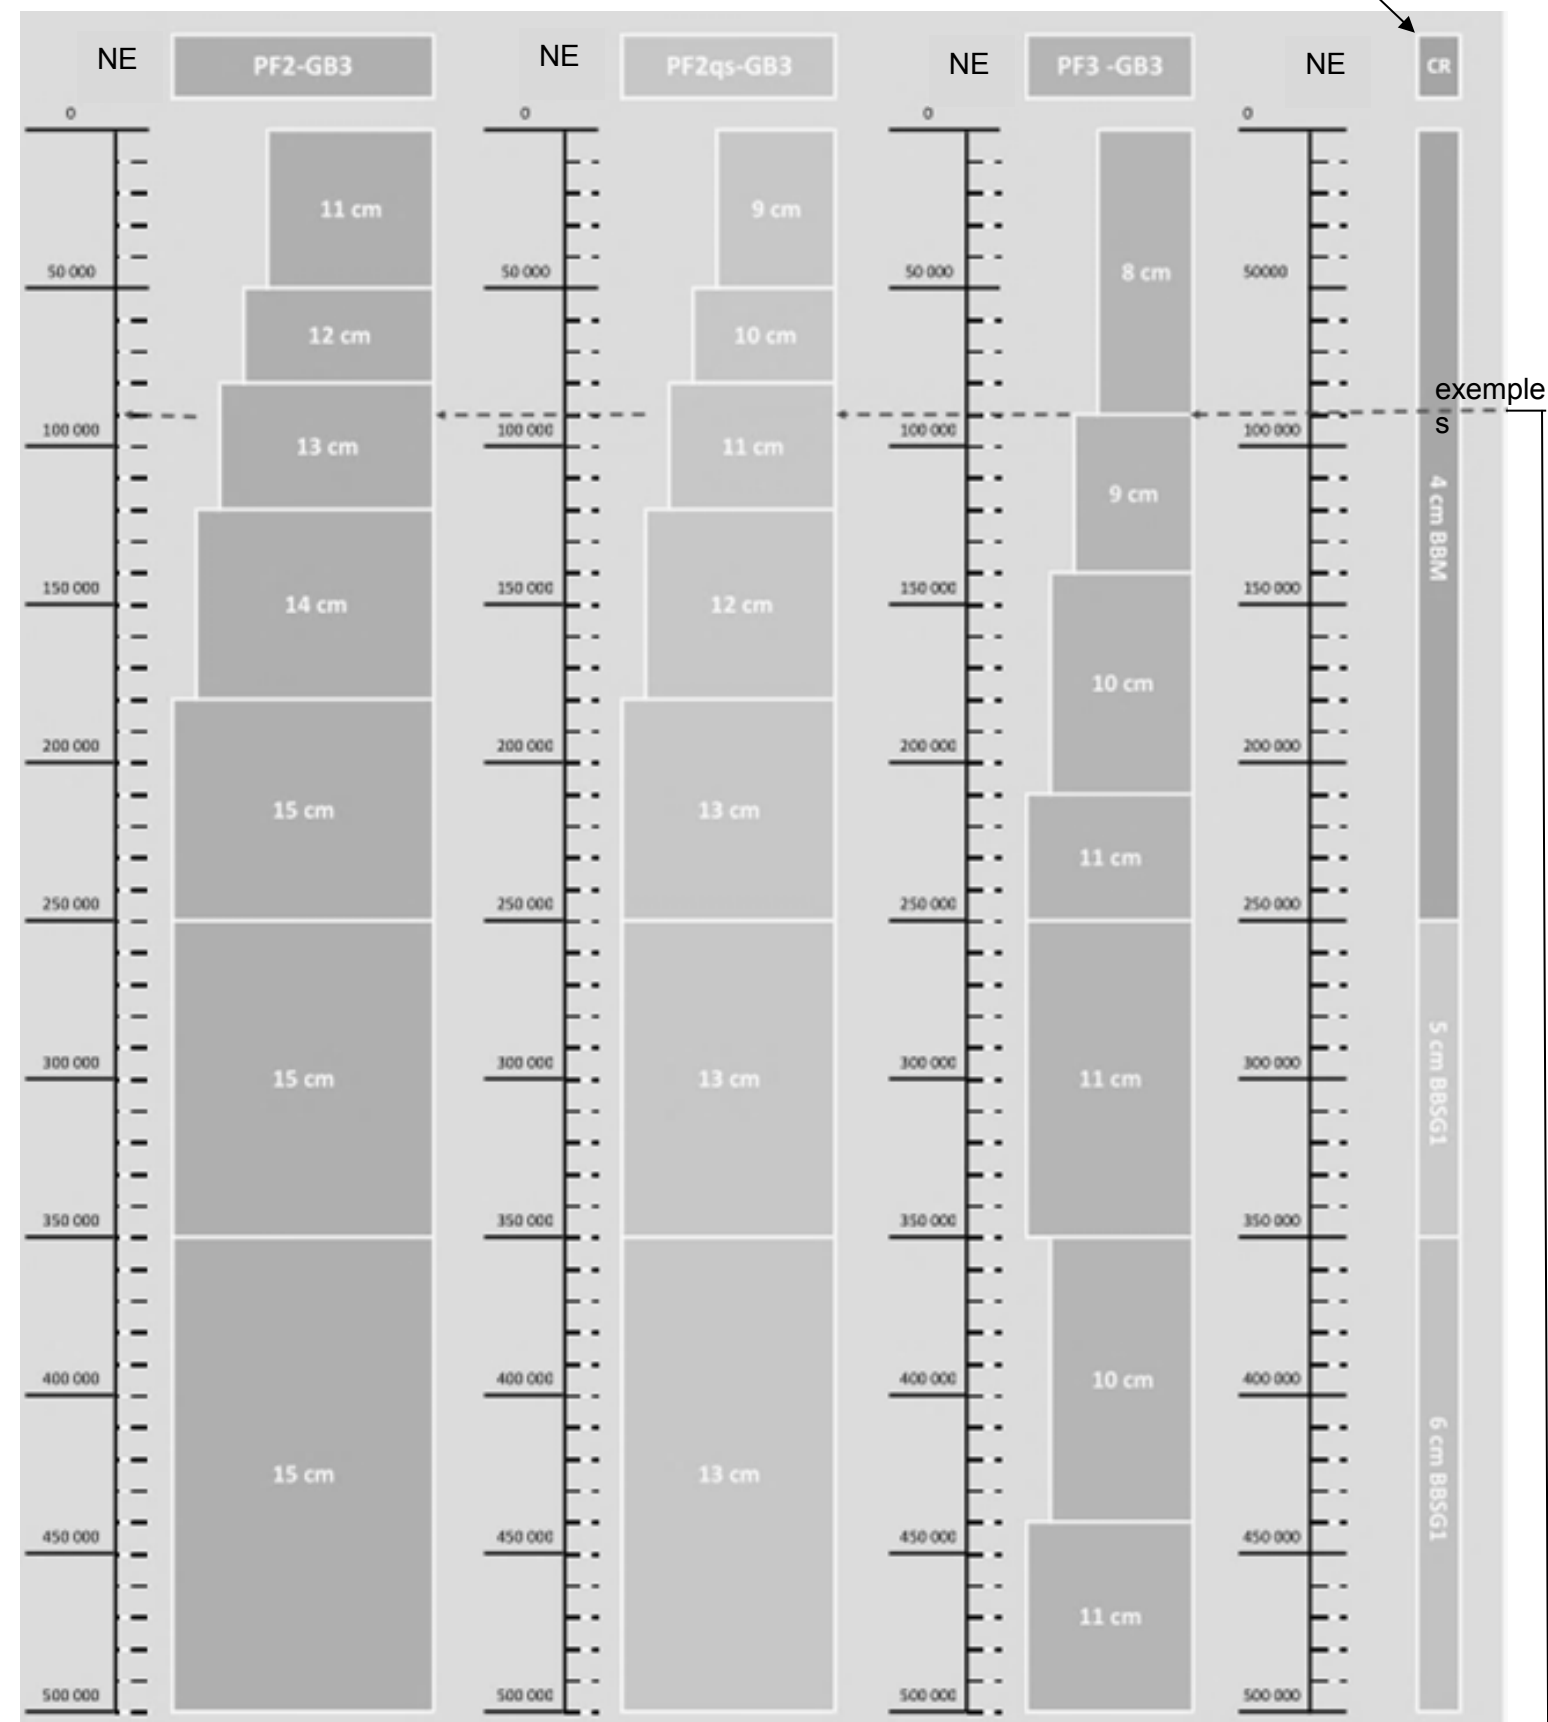 NE PF2-GB3 NE PF2qs-GB3 NE PF3 -GB3 NE CR
0 0 0 0
11 cm 9 cm
50 000 50 000 50 000 8 cm 50000
12 cm 10 cm
exemple
s
100 000 13 cm 100 000 11 cm 100 000 100 000
9 cm
4 cm BBM
150 000 14 cm 150 000 12 cm 150 000 150 000
10 cm
200 000 200 000 200 000 200 000
15 cm 13 cm
11 cm
250 000 250 000 250 000 250 000
5 cm BBSG1
300 000 15 cm 300 000 13 cm 300 000 11 cm 300 000
350 000 350 000 350 000 350 000
400 000 400 000 400 000 10 cm 400 000
15 cm 13 cm
6 cm BBSG1
450 000 450 000 450 000 450 000
11 cm
500 000 500 000 500 000 500 000